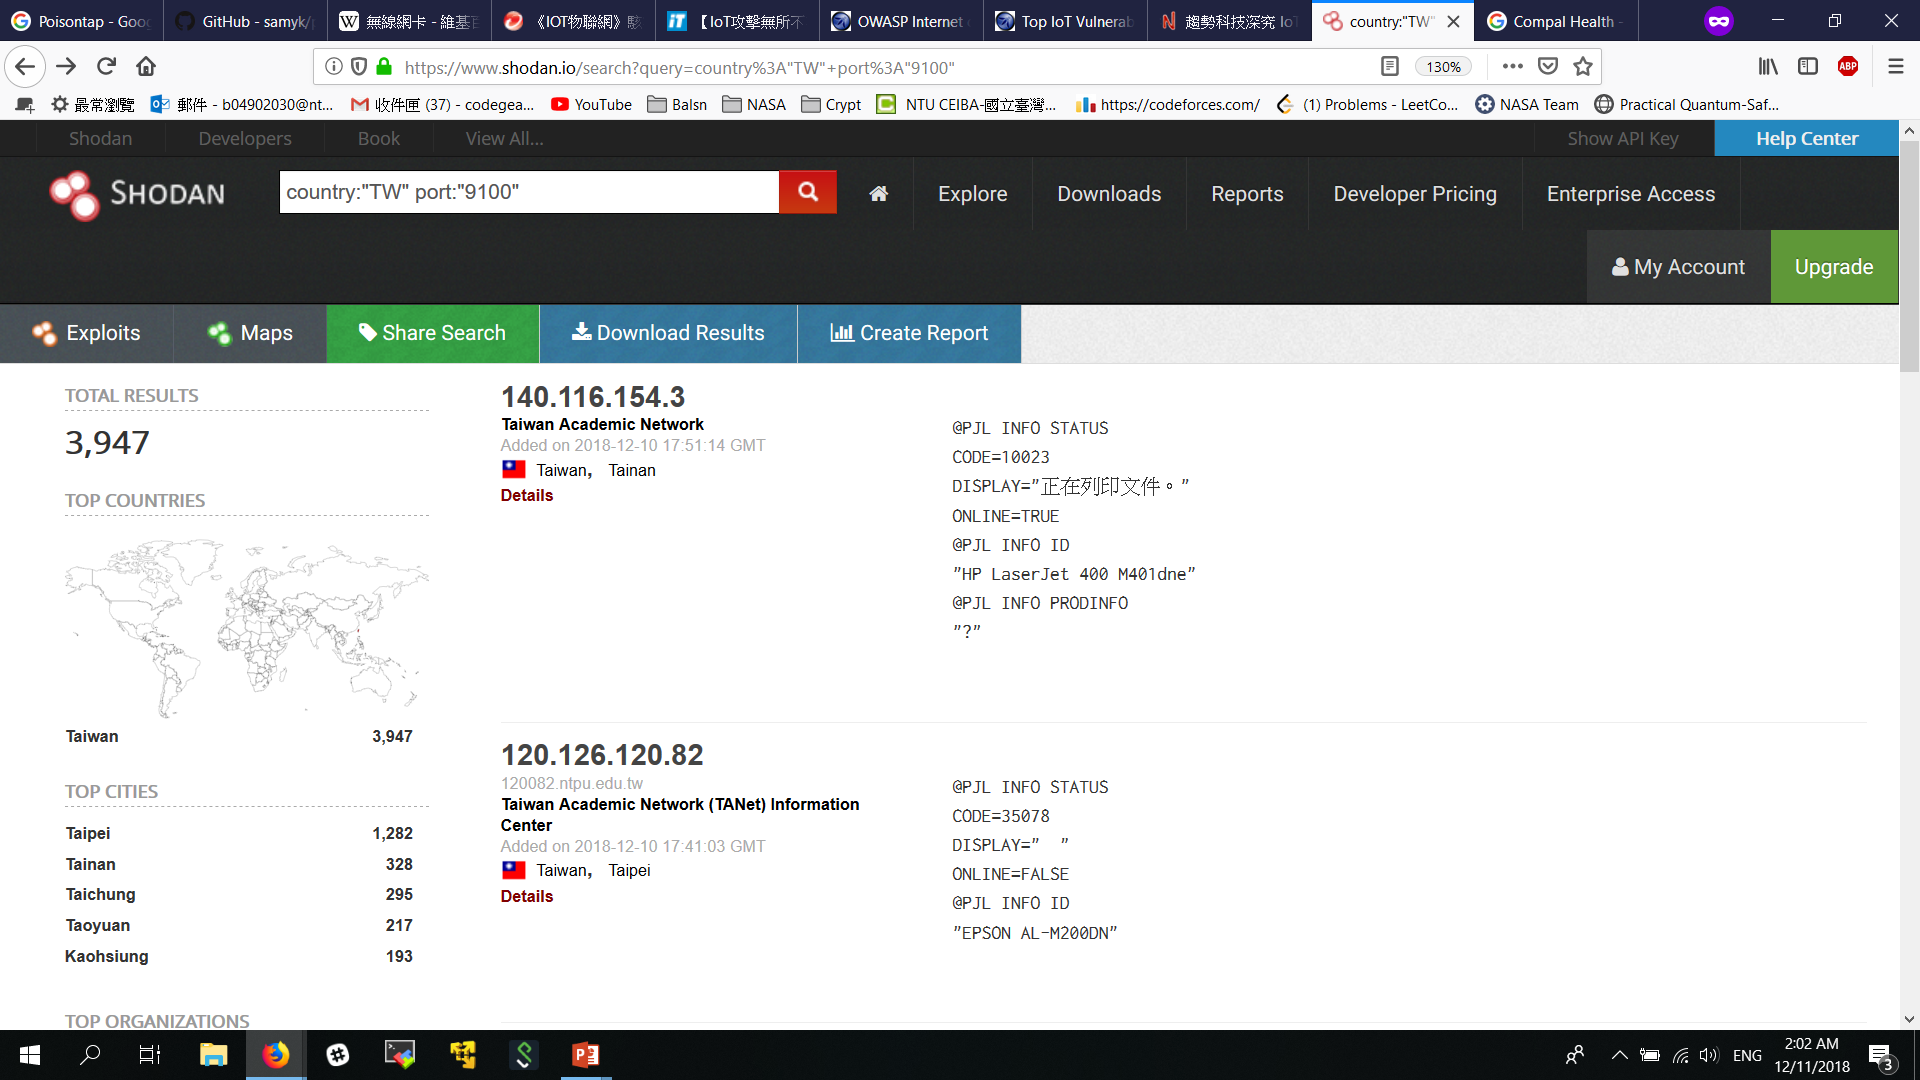 Poisontap - Goo
GitHub - samyk/p
無線網卡 - 維基百
《IOT物聯網》駭
【IoT攻擊無所不
OWASP Internet
Top IoT Vulnerab
趨勢科技深究 Io
country:"TW"
Compal Health -
https://www.shodan.io/search?query=country%3A"TW"+port%3A"9100"
130%
ABP
最常瀏覽
郵件 - b04902030@nt...
收件匣 (37) - codegea...
YouTube
Balsn
NASA
Crypt
NTU CEIBA-國立臺灣...
https://codeforces.com/
(1) Problems - LeetCo...
NASA Team
Practical Quantum-Saf...
Shodan
Developers
Book
View All...
Show API Key
Help Center
SHODAN
country:"TW" port:"9100"
Explore
Downloads
Reports
Developer Pricing
Enterprise Access
My Account
Upgrade
Exploits
Maps
Share Search
Download Results
Create Report
TOTAL RESULTS
3,947
TOP COUNTRIES
Taiwan 3,947
TOP CITIES
Taipei 1,282
Tainan 328
Taichung 295
Taoyuan 217
Kaohsiung 193
TOP ORGANIZATIONS
140.116.154.3
Taiwan Academic Network
Added on 2018-12-10 17:51:14 GMT
Taiwan, Tainan
Details
@PJL INFO STATUS
CODE=10023
DISPLAY="正在列印文件。"
ONLINE=TRUE
@PJL INFO ID
"HP LaserJet 400 M401dne"
@PJL INFO PRODINFO
"?"
120.126.120.82
120082.ntpu.edu.tw
Taiwan Academic Network (TANet) Information
Center
Added on 2018-12-10 17:41:03 GMT
Taiwan, Taipei
Details
@PJL INFO STATUS
CODE=35078
DISPLAY="  "
ONLINE=FALSE
@PJL INFO ID
"EPSON AL-M200DN"
ENG
2:02 AM
12/11/2018
3